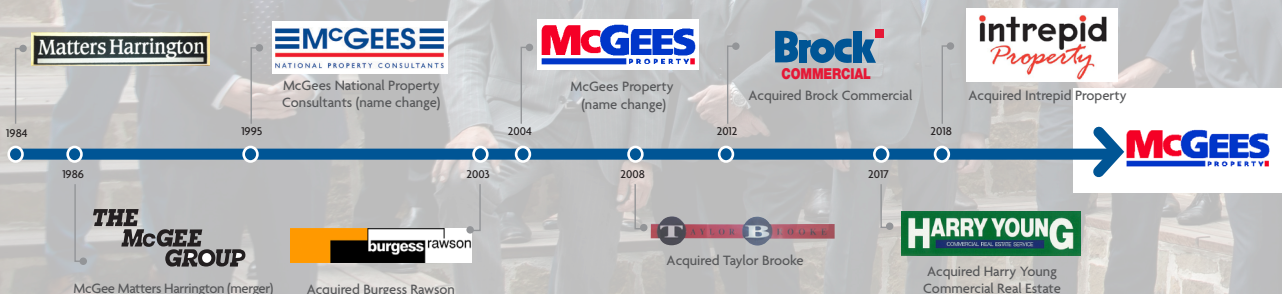 Matters Harrington
McGEES
NATIONAL PROPERTY CONSULTANTS
McGees National Property
Consultants (name change)
McGEES
PROPERTY
McGees Property
(name change)
Brock
COMMERCIAL
Acquired Brock Commercial
intrepid
Property
Acquired Intrepid Property
1984
1995
2004
2012
2018
McGEES
PROPERTY
1986
2003
2008
2017
THE
McGEE
GROUP
McGee Matters Harrington (merger)
burgess rawson
Acquired Burgess Rawson
TAYLOR BROOKE
Acquired Taylor Brooke
HARRY YOUNG
COMMERCIAL REAL ESTATE SERVICE
Acquired Harry Young
Commercial Real Estate